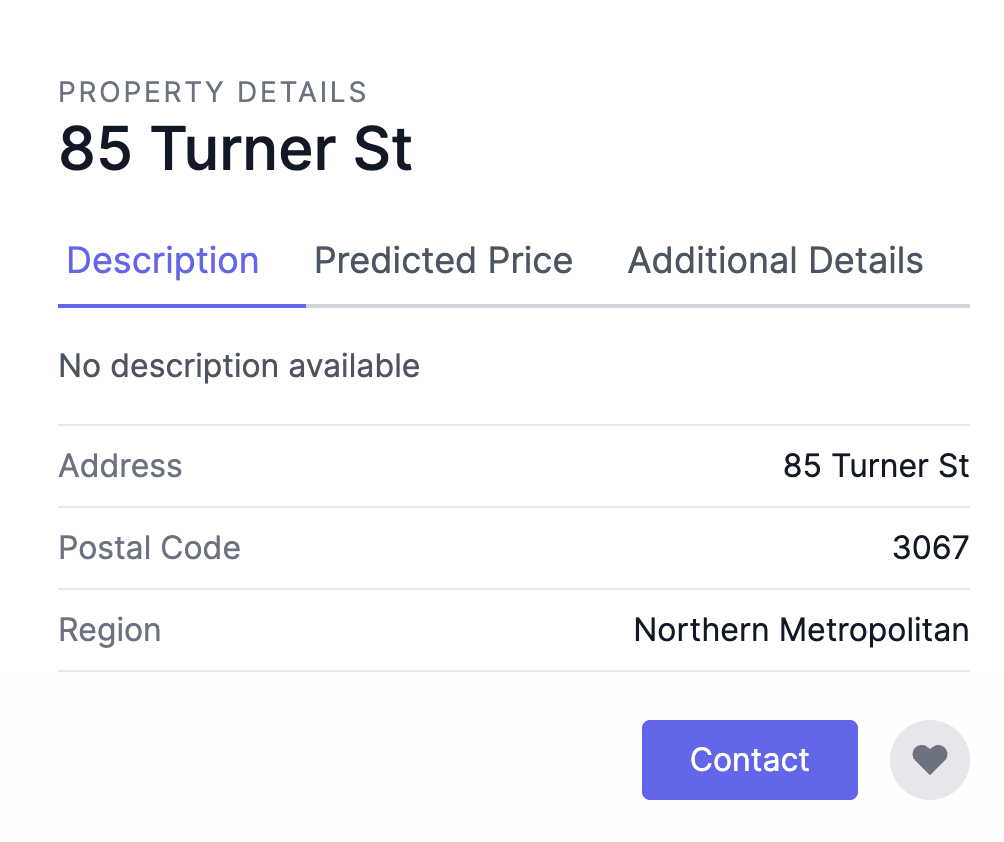 PROPERTY DETAILS
85 Turner St
Description Predicted Price Additional Details
No description available
Address 85 Turner St
Postal Code 3067
Region Northern Metropolitan
Contact